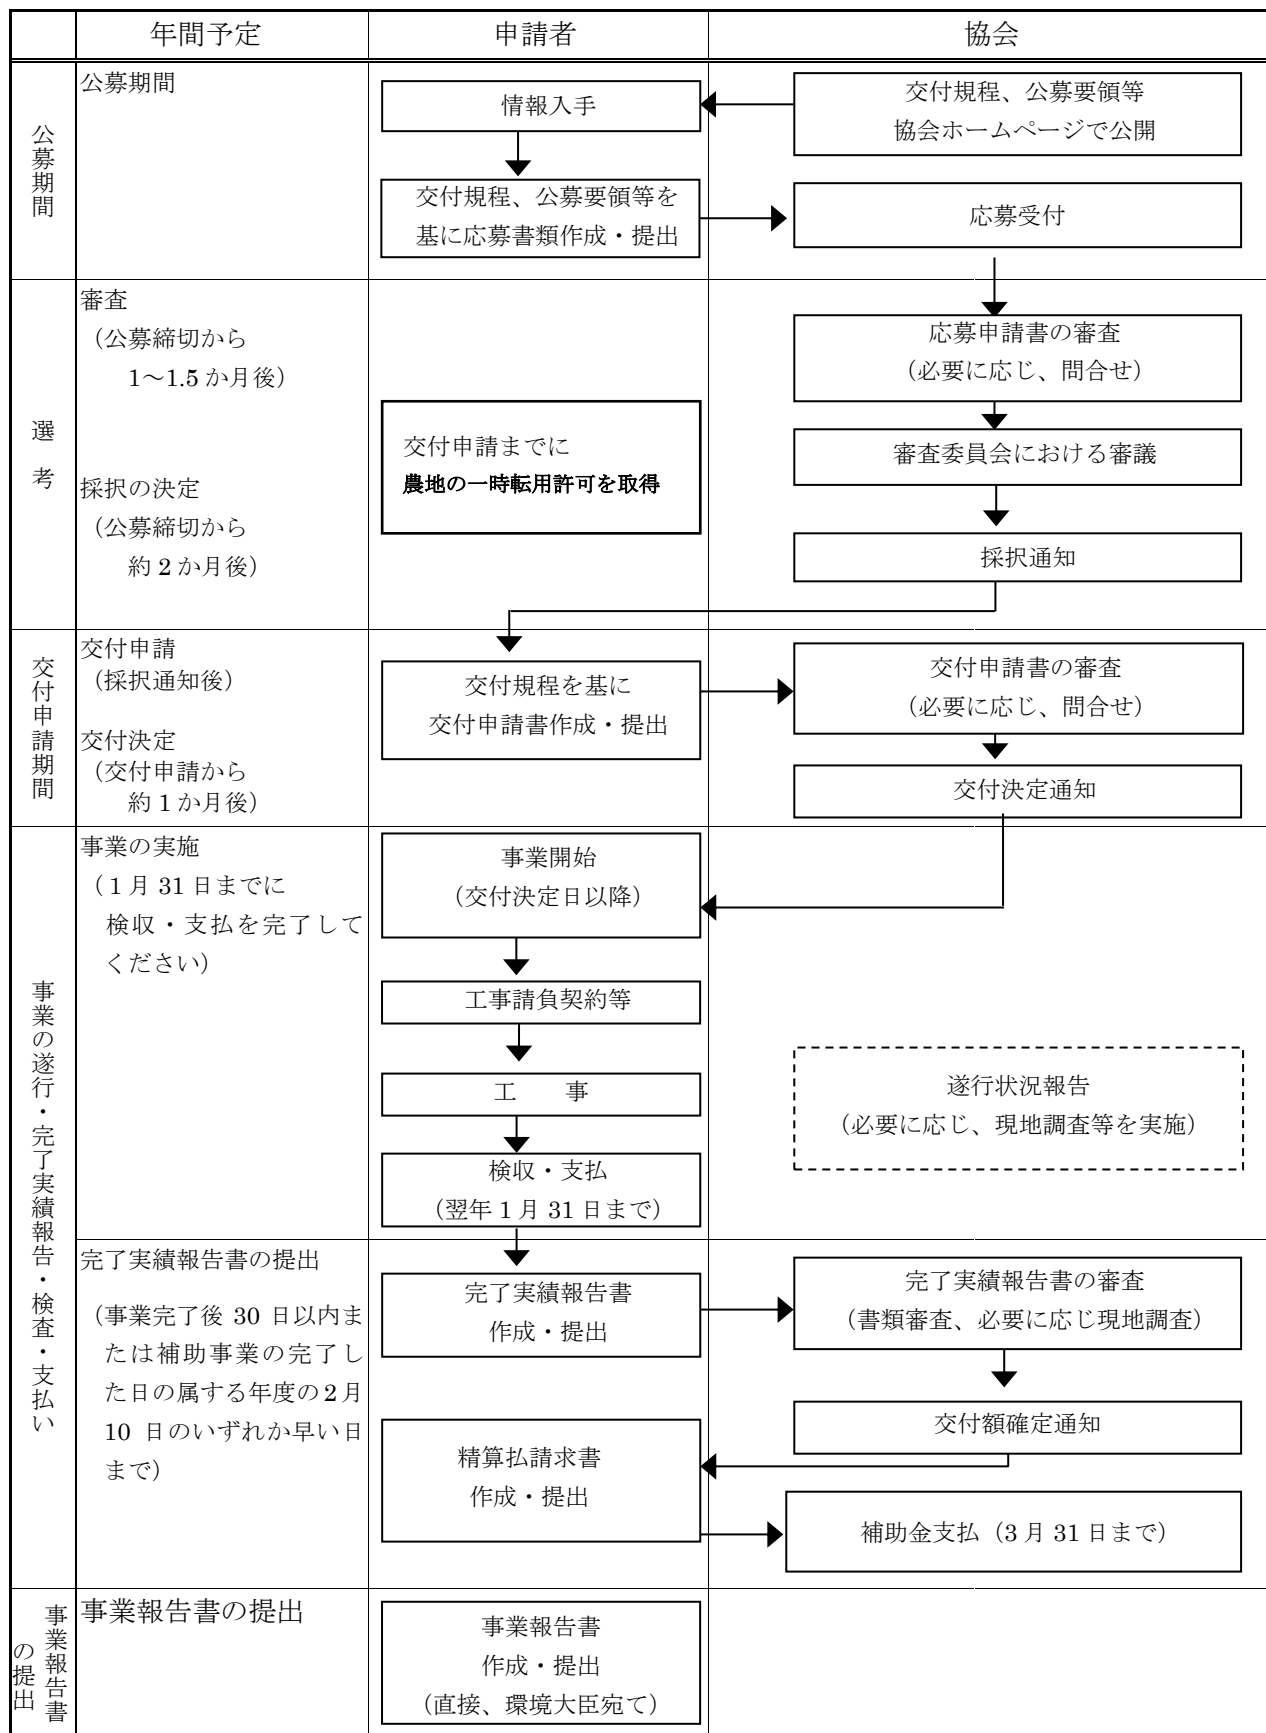 年間予定
申請者
協会
公募期間
公募期間
情報入手
交付規程、公募要領等
協会ホームページで公開
交付規程、公募要領等を
基に応募書類作成・提出
応募受付
選考
審査
（公募締切から
1～1.5か月後）
採択の決定
（公募締切から
約2か月後）
交付申請までに
農地の一時転用許可を取得
応募申請書の審査
（必要に応じ、問合せ）
審査委員会における審議
採択通知
交付申請期間
交付申請
（採択通知後）
交付決定
（交付申請から
約1か月後）
交付規程を基に
交付申請書作成・提出
交付申請書の審査
（必要に応じ、問合せ）
交付決定通知
事業の遂行・完了実績報告・検査・支払い
事業の実施
（1月31日までに
検収・支払を完了して
ください）
事業開始
（交付決定日以降）
工事請負契約等
工　事
検収・支払
（翌年1月31日まで）
遂行状況報告
（必要に応じ、現地調査等を実施）
完了実績報告書の提出
（事業完了後30日以内ま
たは補助事業の完了し
た日の属する年度の2月
10日のいずれか早い日
まで）
完了実績報告書
作成・提出
完了実績報告書の審査
（書類審査、必要に応じ現地調査）
交付額確定通知
精算払請求書
作成・提出
補助金支払（3月31日まで）
事業報告書
の提出
事業報告書の提出
事業報告書
作成・提出
（直接、環境大臣宛て）